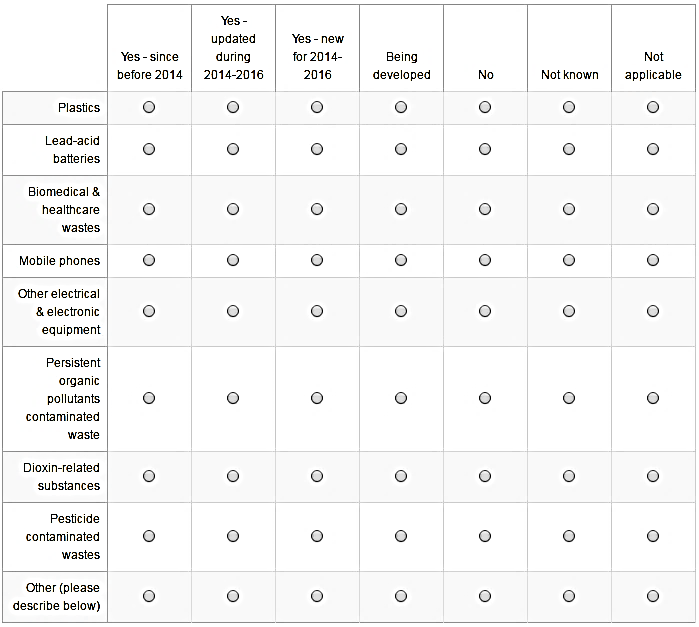 Yes - since before 2014
Yes - updated during 2014-2016
Yes - new for 2014-2016
Being developed
No
Not known
Not applicable
Plastics
Lead-acid batteries
Biomedical & healthcare wastes
Mobile phones
Other electrical & electronic equipment
Persistent organic pollutants contaminated waste
Dioxin-related substances
Pesticide contaminated wastes
Other (please describe below)